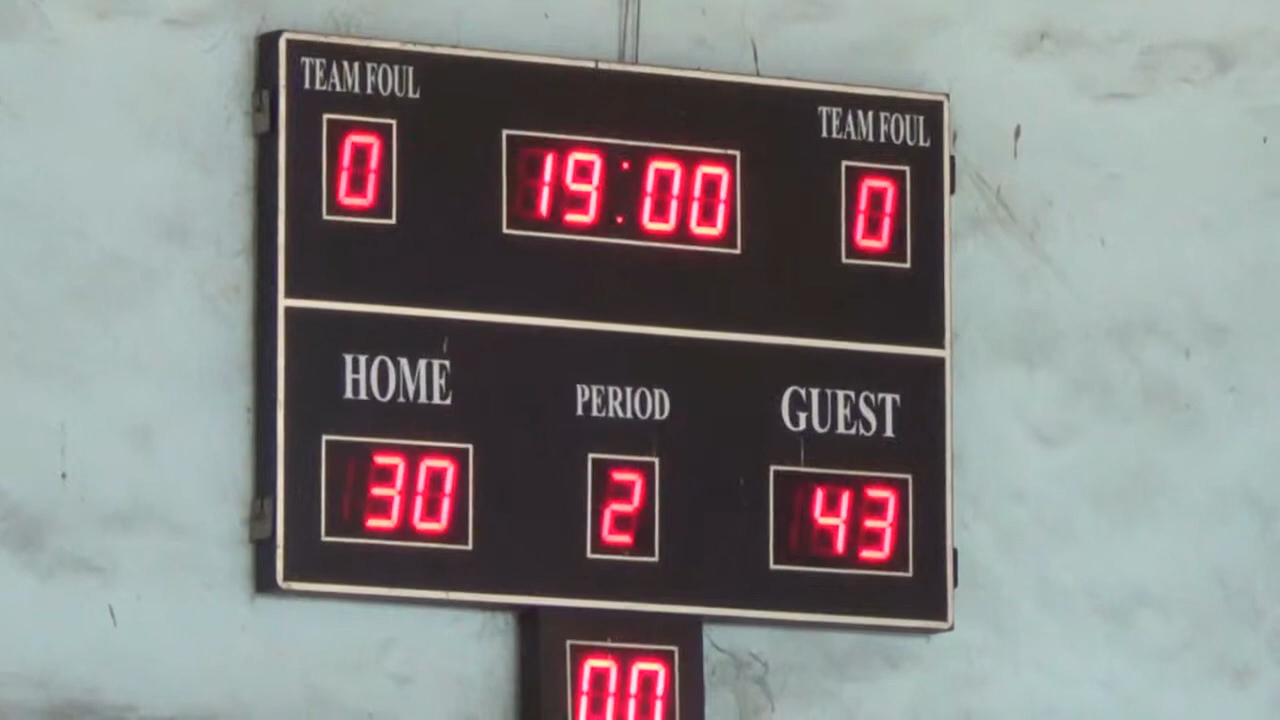 TEAM FOUL
TEAM FOUL
0
19:00
0
HOME
PERIOD
GUEST
30
2
43
00